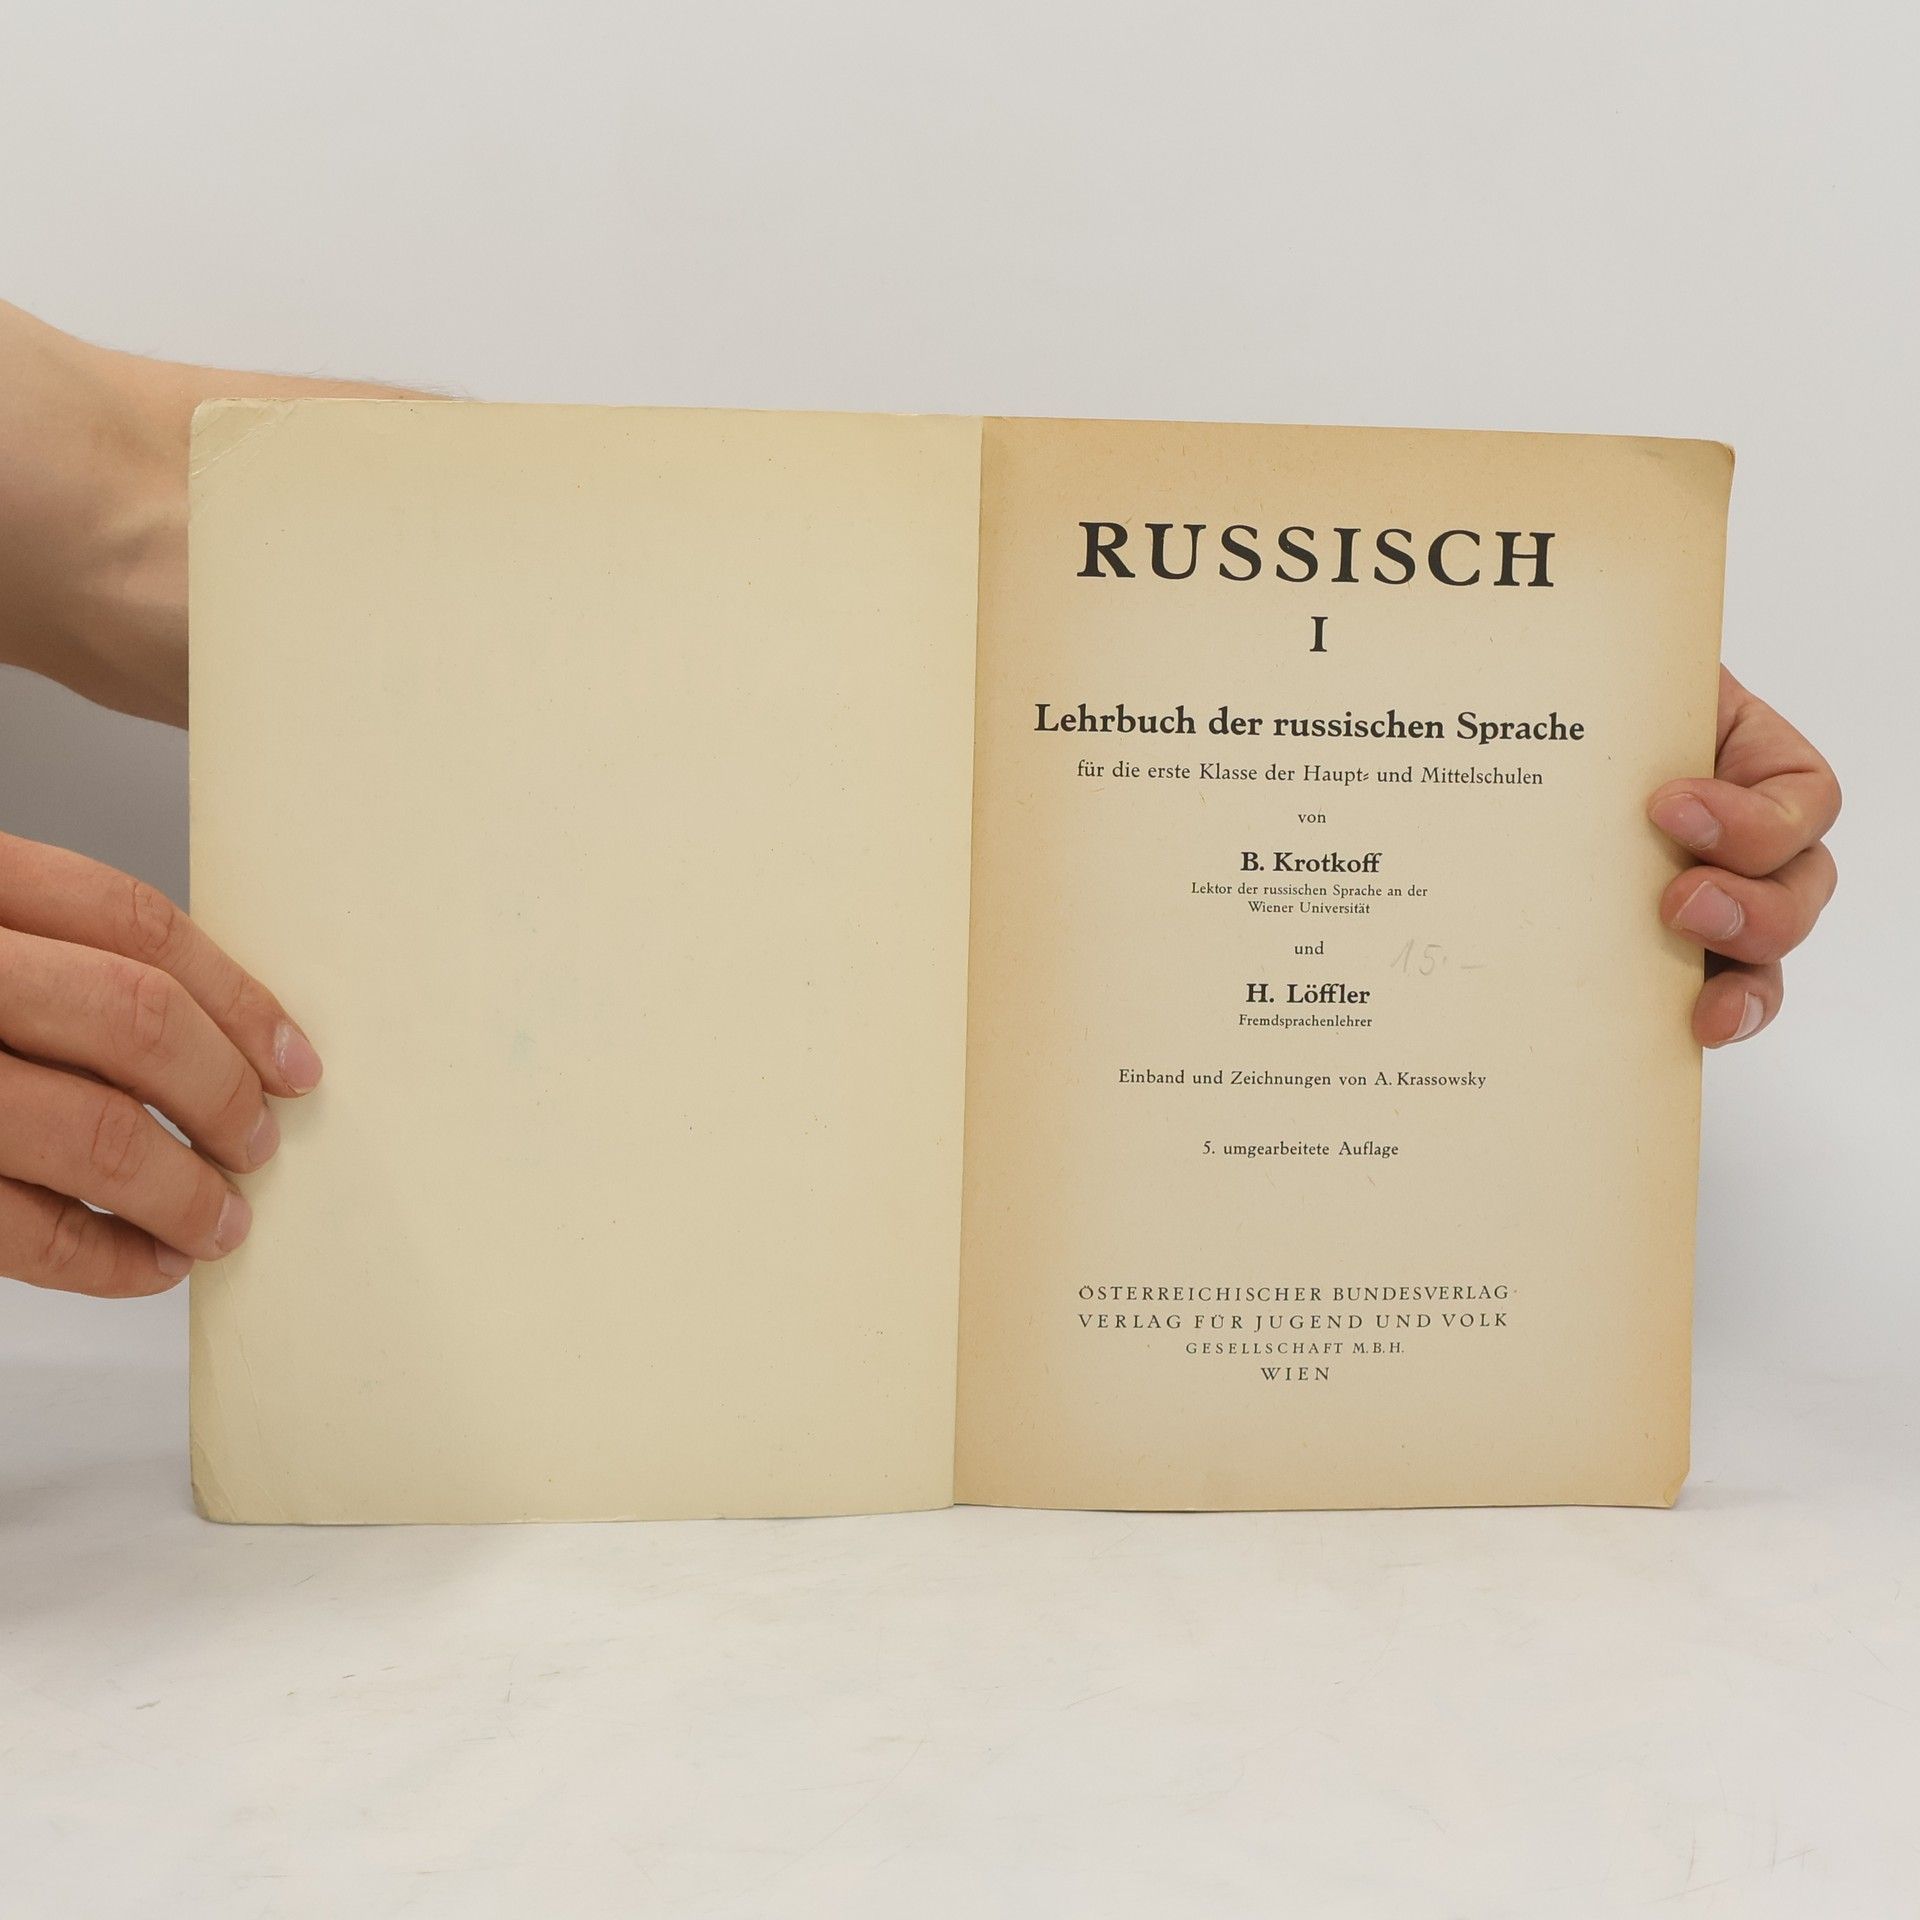 RUSSISCH
I
Lehrbuch der russischen Sprache
für die erste Klasse der Haupt- und Mittelschulen
von
B. Krotkoff
Lektor der russischen Sprache an der
Wiener Universität
und
15.–
H. Löffler
Fremdsprachenlehrer
Einband und Zeichnungen von A. Krassowsky
5. umgearbeitete Auflage
ÖSTERREICHISCHER BUNDESVERLAG
VERLAG FÜR JUGEND UND VOLK
GESELLSCHAFT M.B.H.
WIEN